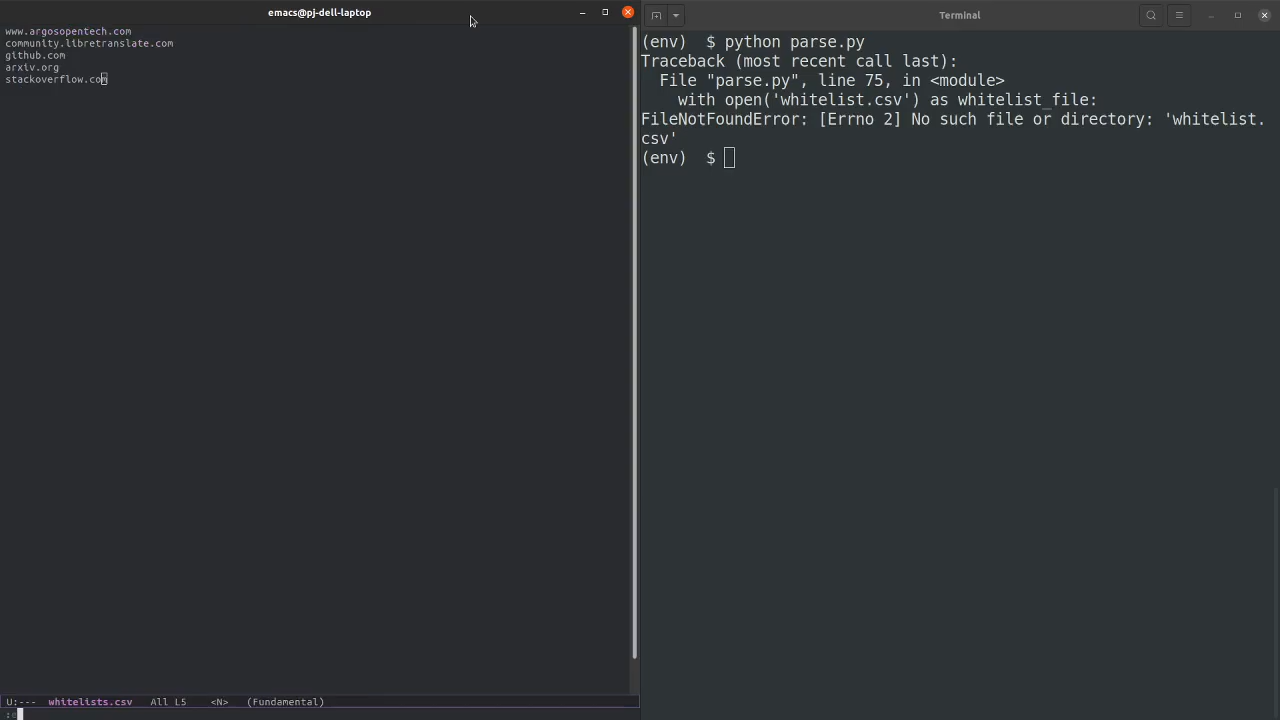 emacs@pj-dell-laptop
www.argosopentech.com
community.libretranslate.com
github.com
arxiv.org
stackoverflow.com
U:--- whitelists.csv All L5 <N> (Fundamental)
Terminal
(env) $ python parse.py
Traceback (most recent call last):
File "parse.py", line 75, in <module>
with open('whitelist.csv') as whitelist_file:
FileNotFoundError: [Errno 2] No such file or directory: 'whitelist.
csv'
(env) $